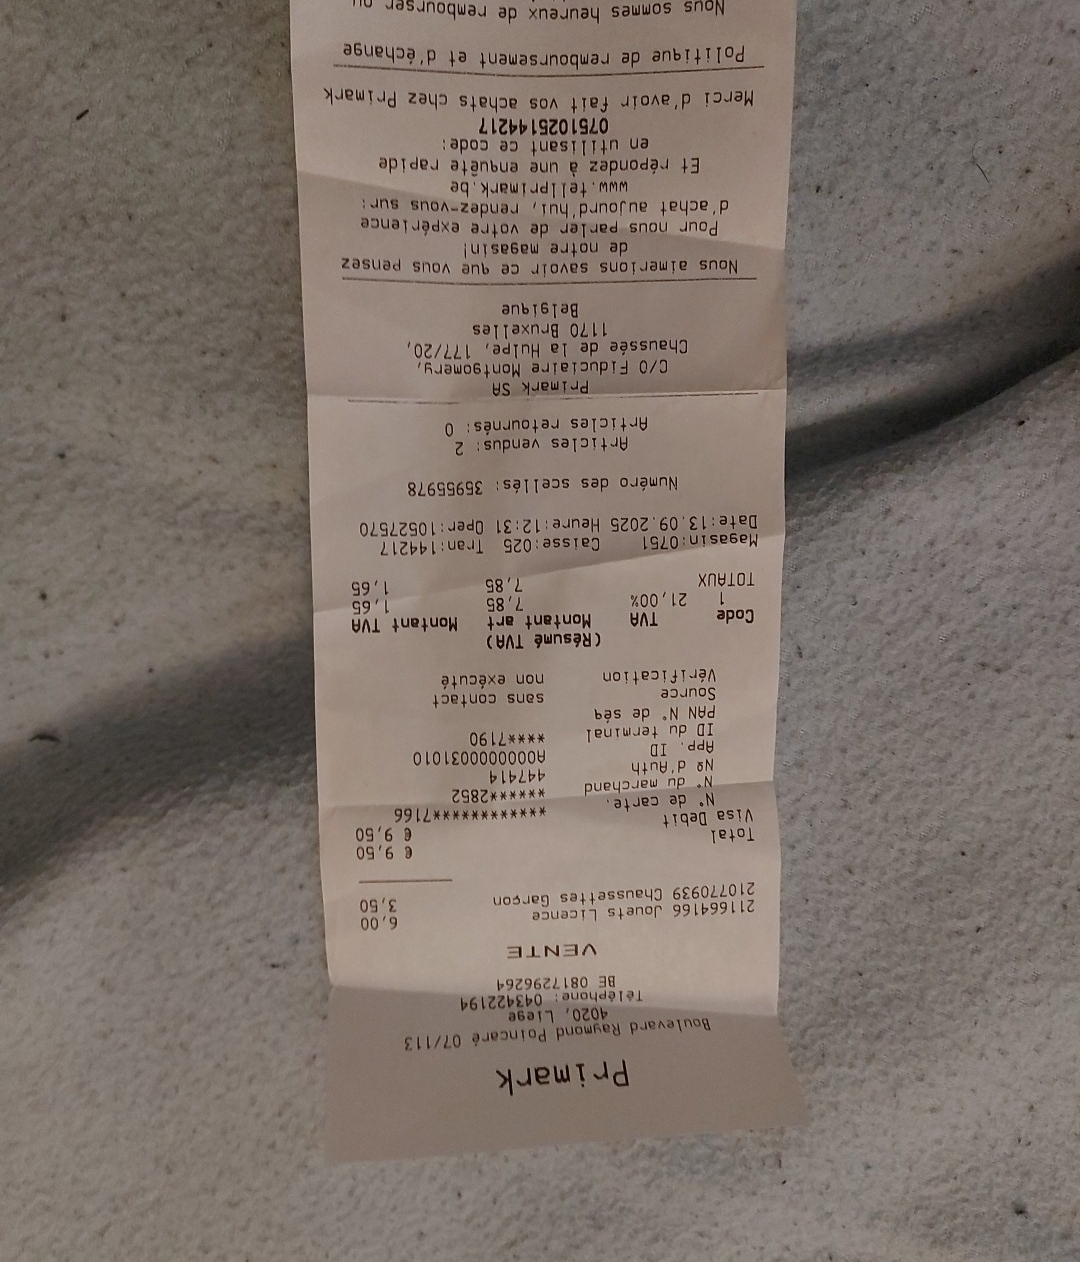 Primark
Boulevard Raymond Poincaré 07/113
4020, Liege
Téléphone: 043422194
BE 0817296264
VENTE
211664166 Jouets Licence 6,00
210770939 Chaussettes Garçon 3,50
Total € 9,50
Visa Debit € 9,50
N° de carte. ************7166
N° du marchand ******2852
Nº d'Auth 447414
App. ID A0000000031010
ID du terminal ****7190
PAN N° de séq
Source sans contact
Vérification non exécuté
(Résumé TVA)
Code TVA Montant art Montant TVA
1 21,00% 7,85 1,65
TOTAUX 7,85 1,65
Magasin:0751 Caisse:025 Tran:144217
Date:13.09.2025 Heure:12:31 Oper:10527570
Numéro des scellés: 35955978
Articles vendus: 2
Articles retournés: 0
Primark SA
C/O Fiduciaire Montgomery,
Chaussée de la Hulpe, 177/20,
1170 Bruxelles
Belgique
Nous aimerions savoir ce que vous pensez
de notre magasin!
Pour nous parler de votre expérience
d'achat aujourd'hui, rendez-vous sur:
www.tellprimark.be
Et répondez à une enquête rapide
en utilisant ce code:
075102514421​7
Merci d'avoir fait vos achats chez Primark
Politique de remboursement et d'échange
Nous sommes heureux de rembourser ou